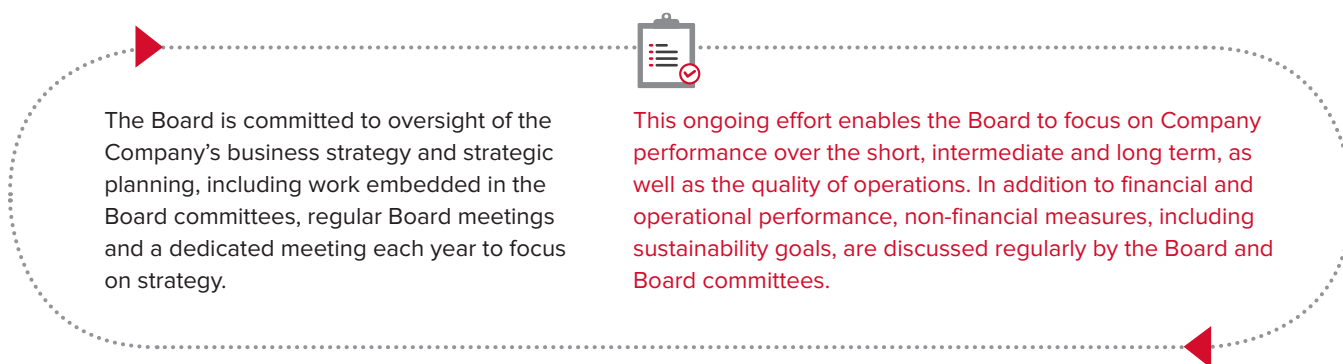 The Board is committed to oversight of the
Company’s business strategy and strategic
planning, including work embedded in the
Board committees, regular Board meetings
and a dedicated meeting each year to focus
on strategy.
This ongoing effort enables the Board to focus on Company
performance over the short, intermediate and long term, as
well as the quality of operations. In addition to financial and
operational performance, non-financial measures, including
sustainability goals, are discussed regularly by the Board and
Board committees.